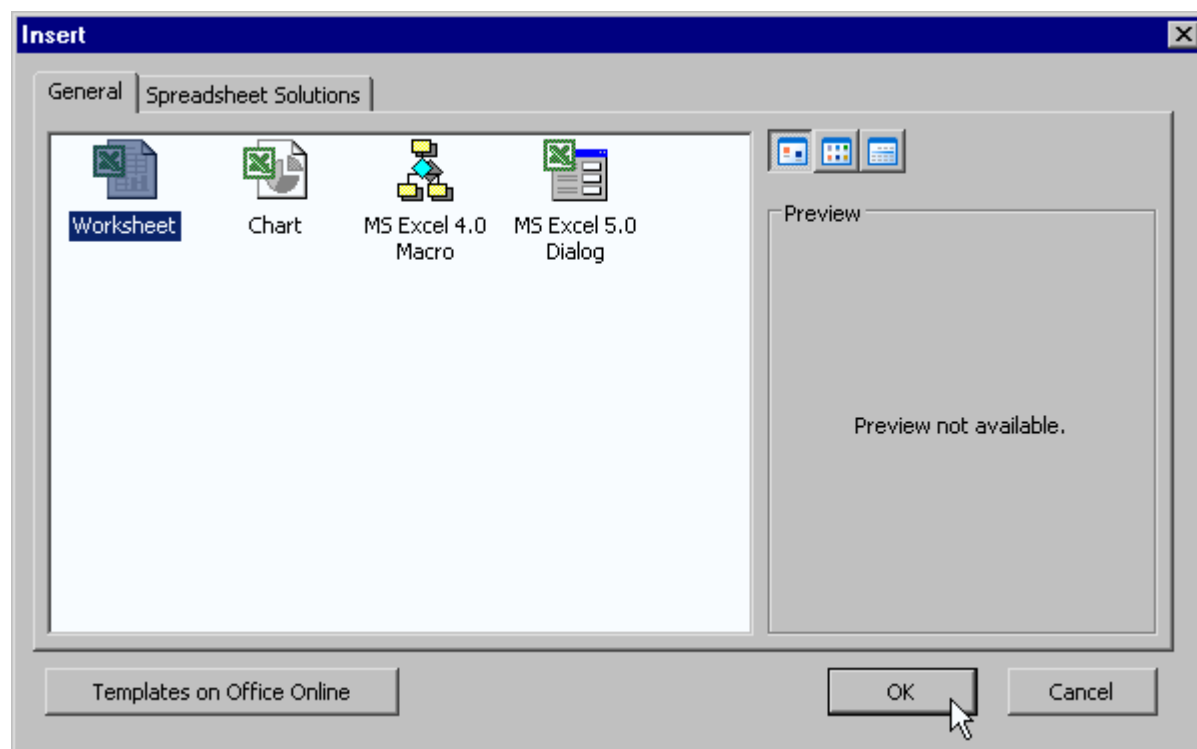 Insert
General Spreadsheet Solutions
Worksheet Chart MS Excel 4.0 MS Excel 5.0
Macro Dialog
Preview
Preview not available.
Templates on Office Online OK Cancel